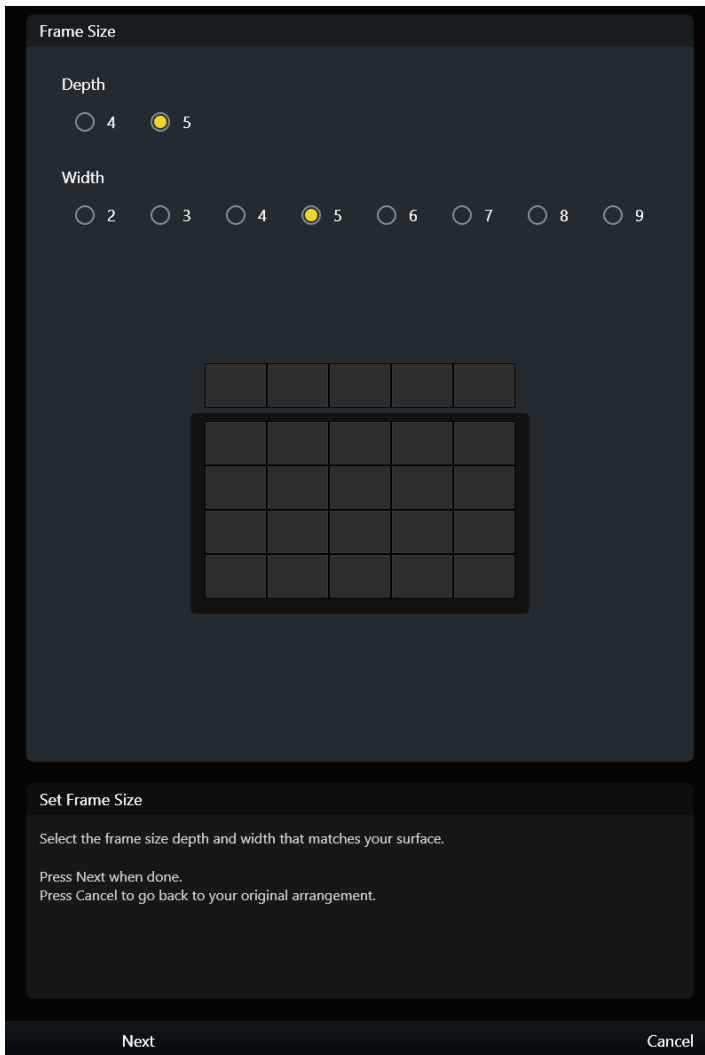 Frame Size
Depth
4 5
Width
2 3 4 5 6 7 8 9
Set Frame Size
Select the frame size depth and width that matches your surface.
Press Next when done.
Press Cancel to go back to your original arrangement.
Next Cancel